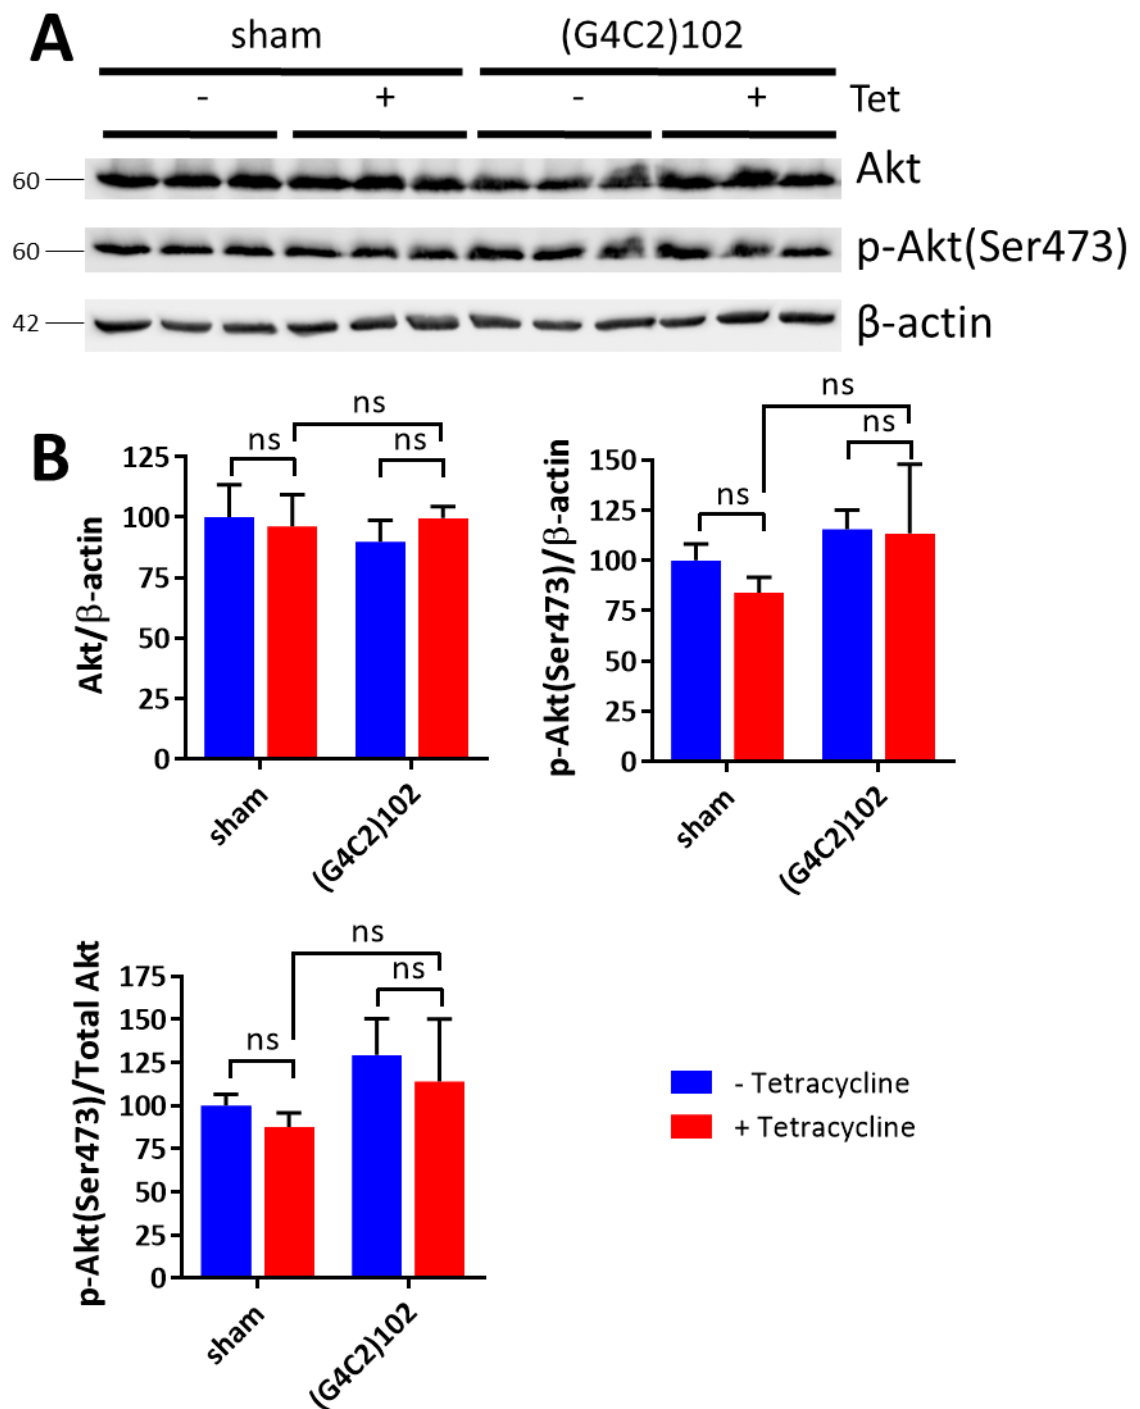 A
sham (G4C2)102
- + - + Tet
60 Akt
60 p-Akt(Ser473)
42 β-actin
B
ns
ns ns
Akt/β-actin
125
100
75
50
25
0
sham
(G4C2)102
ns
ns
ns
p-Akt(Ser473)/β-actin
150
125
100
75
50
25
0
sham
(G4C2)102
ns
ns
ns
p-Akt(Ser473)/Total Akt
175
150
125
100
75
50
25
0
sham
(G4C2)102
- Tetracycline
+ Tetracycline